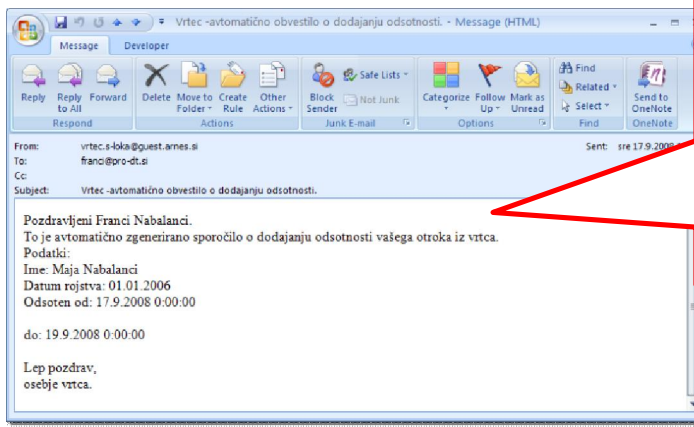 Vrtec -avtomatično obvestilo o dodajanju odsotnosti. - Message (HTML)
Message Developer
Reply Reply to All Forward Delete Move to Folder Create Rule Other Actions Block Sender Safe Lists Not Junk Categorize Follow Up Mark as Unread Find Related Select Send to OneNote
Respond Actions Junk E-mail Options Find OneNote
From: vrtec.s-loka@guest.arnes.si Sent: sre 17.9.2008
To: franci@pro-dt.si
Cc:
Subject: Vrtec -avtomatično obvestilo o dodajanju odsotnosti.
Pozdravljeni Franci Nabalanci.
To je avtomatično zgenerirano sporočilo o dodajanju odsotnosti vašega otroka iz vrtca.
Podatki:
Ime: Maja Nabalanci
Datum rojstva: 01.01.2006
Odsoten od: 17.9.2008 0:00:00
do: 19.9.2008 0:00:00
Lep pozdrav,
osebje vrtca.